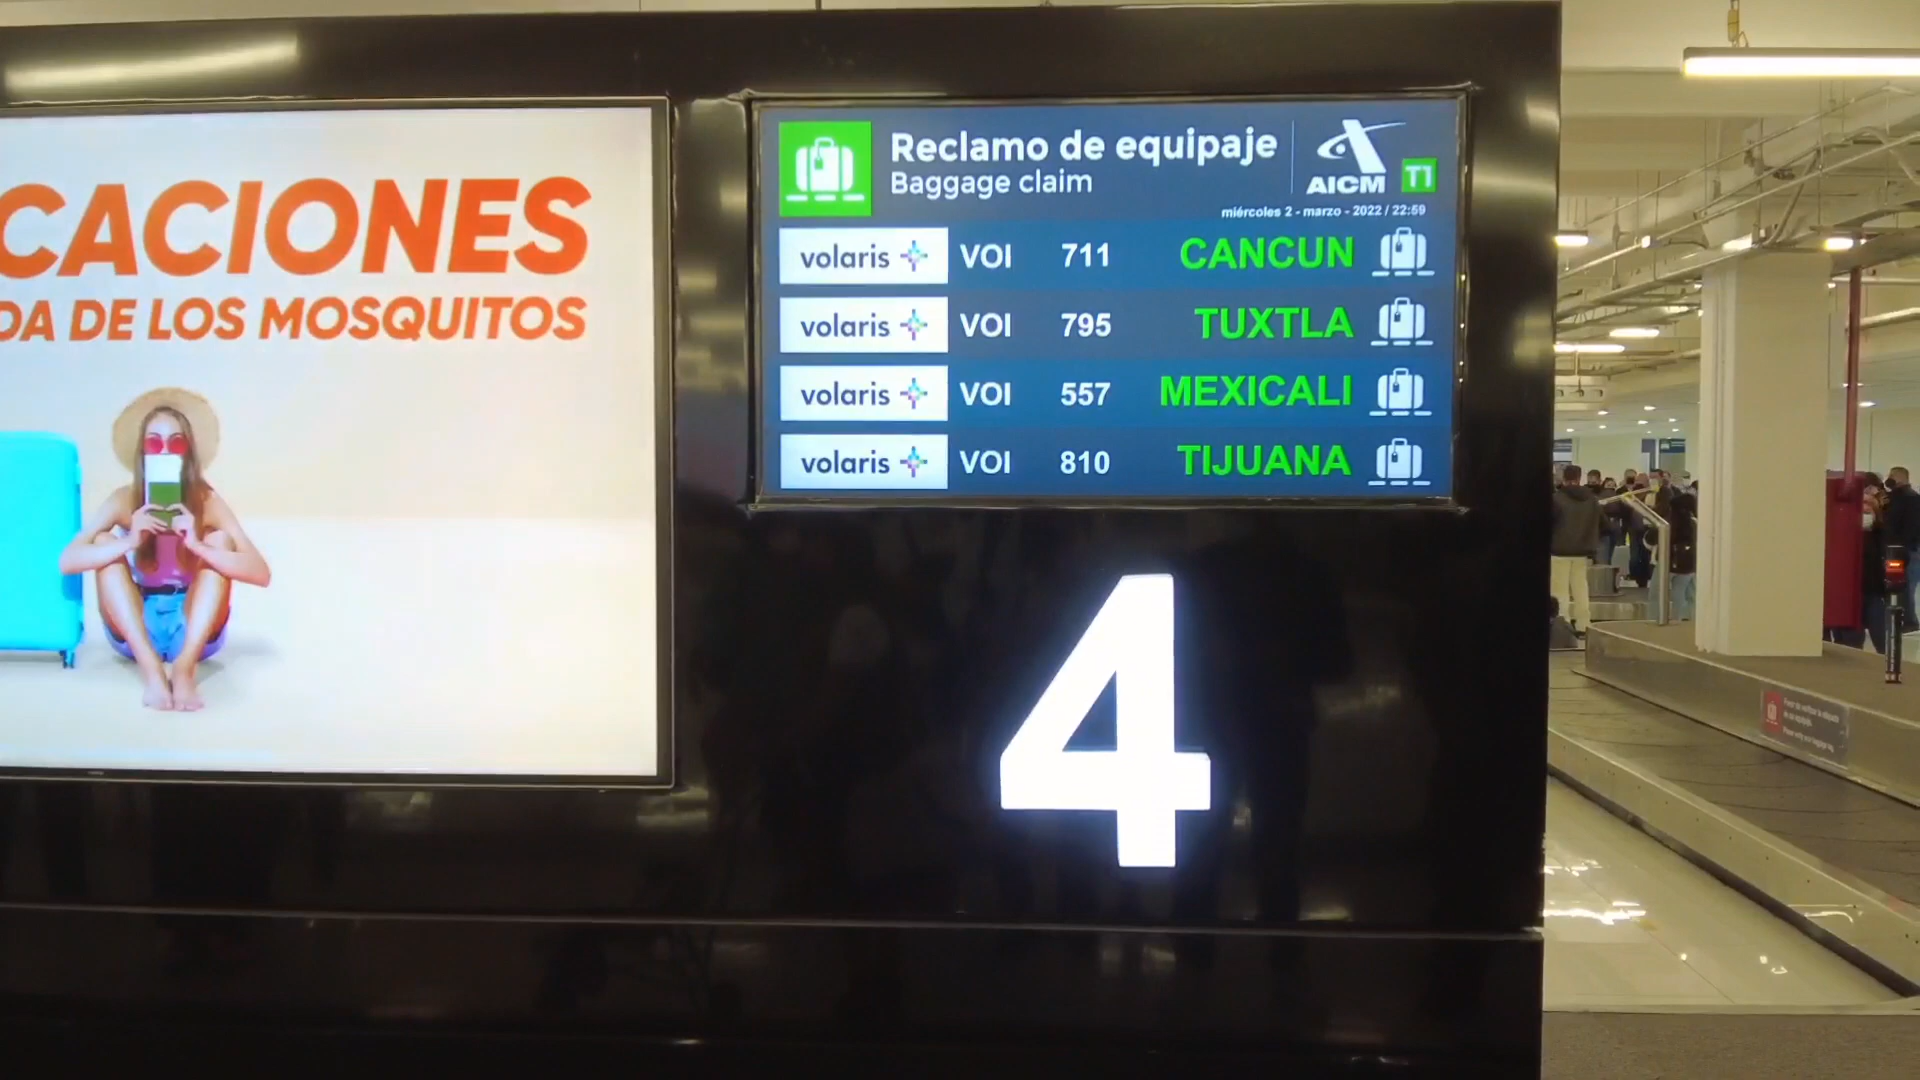 CACIONES
DA DE LOS MOSQUITOS
Reclamo de equipaje
Baggage claim
AICM T1
miércoles 2 - marzo - 2022 / 22:59
volaris VOI 711 CANCUN
volaris VOI 795 TUXTLA
volaris VOI 557 MEXICALI
volaris VOI 810 TIJUANA
4